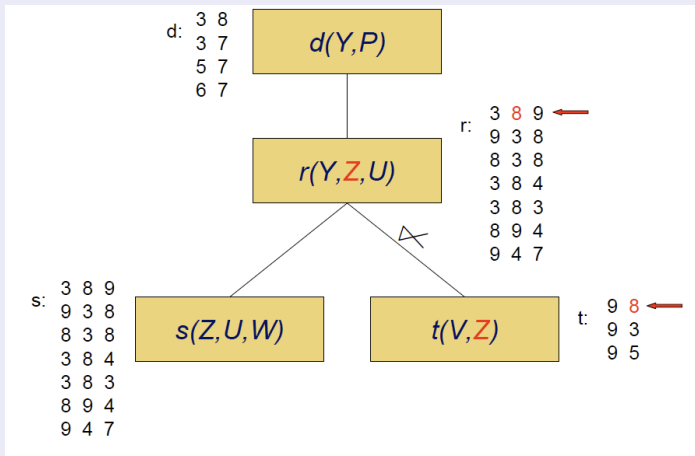 d:
3 8
3 7
5 7
6 7
d(Y,P)
r:
3 8 9
9 3 8
8 3 8
3 8 4
3 8 3
8 9 4
9 4 7
r(Y,Z,U)
s:
3 8 9
9 3 8
8 3 8
3 8 4
3 8 3
8 9 4
9 4 7
s(Z,U,W)
t(V,Z)
t:
9 8
9 3
9 5